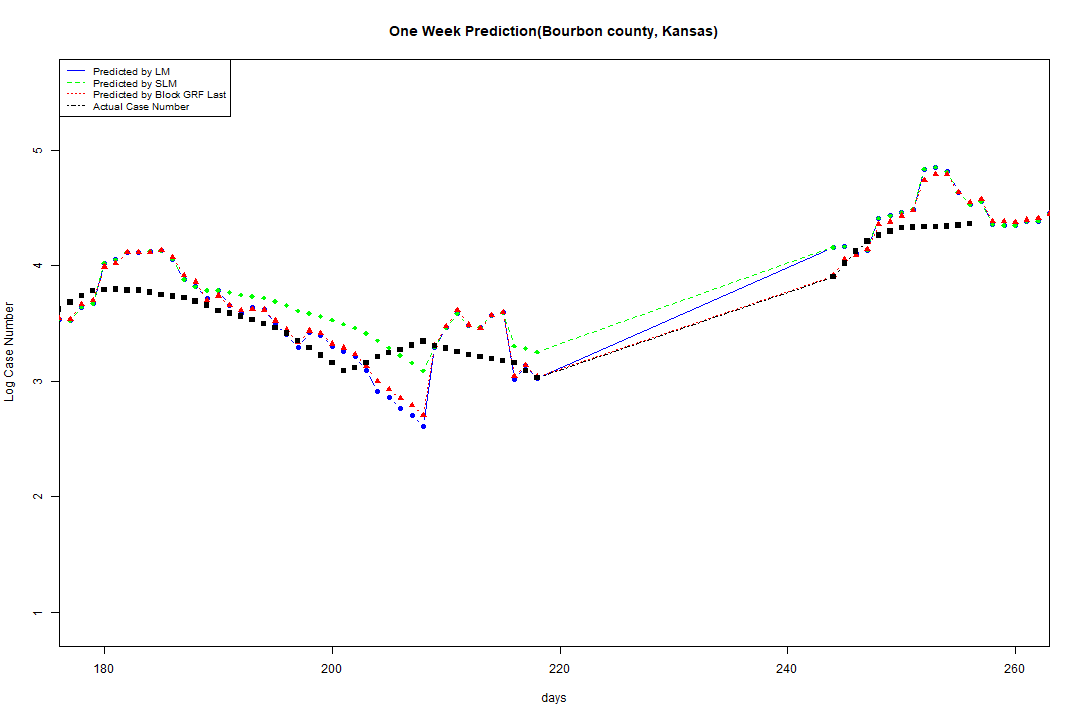 One Week Prediction(Bourbon county, Kansas)
Predicted by LM
Predicted by SLM
Predicted by Block GRF Last
Actual Case Number
5
4
3
2
1
Log Case Number
180 200 220 240 260
days